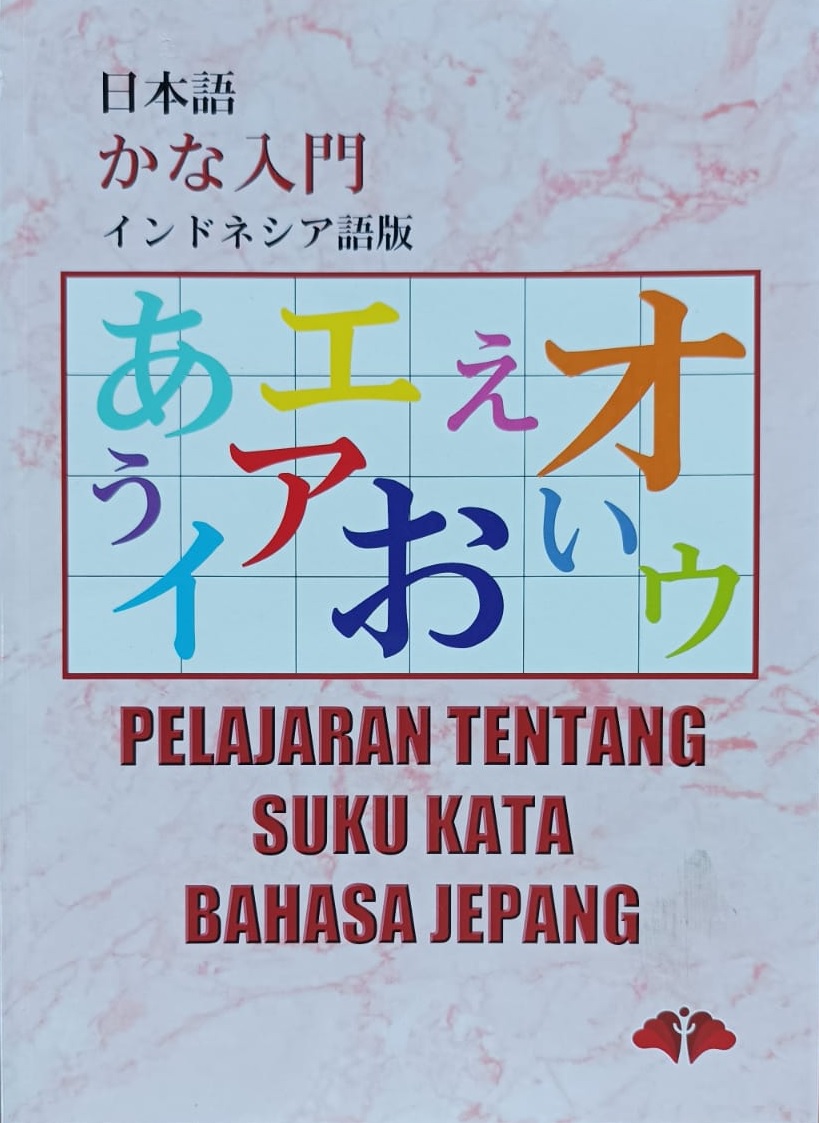 日本語
かな入門
インドネシア語版
あ エ え オ
う ア お い
イ ウ
PELAJARAN TENTANG
SUKU KATA
BAHASA JEPANG